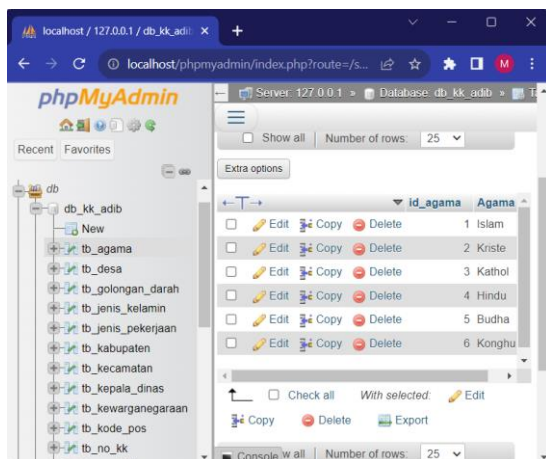 localhost / 127.0.0.1 / db_kk_adib
localhost/phpmyadmin/index.php?route=/s...
M
phpMyAdmin
Recent Favorites
db
db_kk_adib
New
tb_agama
tb_desa
tb_golongan_darah
tb_jenis_kelamin
tb_jenis_pekerjaan
tb_kabupaten
tb_kecamatan
tb_kepala_dinas
tb_kewarganegaraan
tb_kode_pos
tb_no_kk
Server: 127.0.0.1 » Database: db_kk_adib »
Show all Number of rows: 25
Extra options
id_agama Agama
Edit Copy Delete 1 Islam
Edit Copy Delete 2 Kriste
Edit Copy Delete 3 Kathol
Edit Copy Delete 4 Hindu
Edit Copy Delete 5 Budha
Edit Copy Delete 6 Konghu
Check all With selected: Edit
Copy Delete Export
Console w all Number of rows: 25